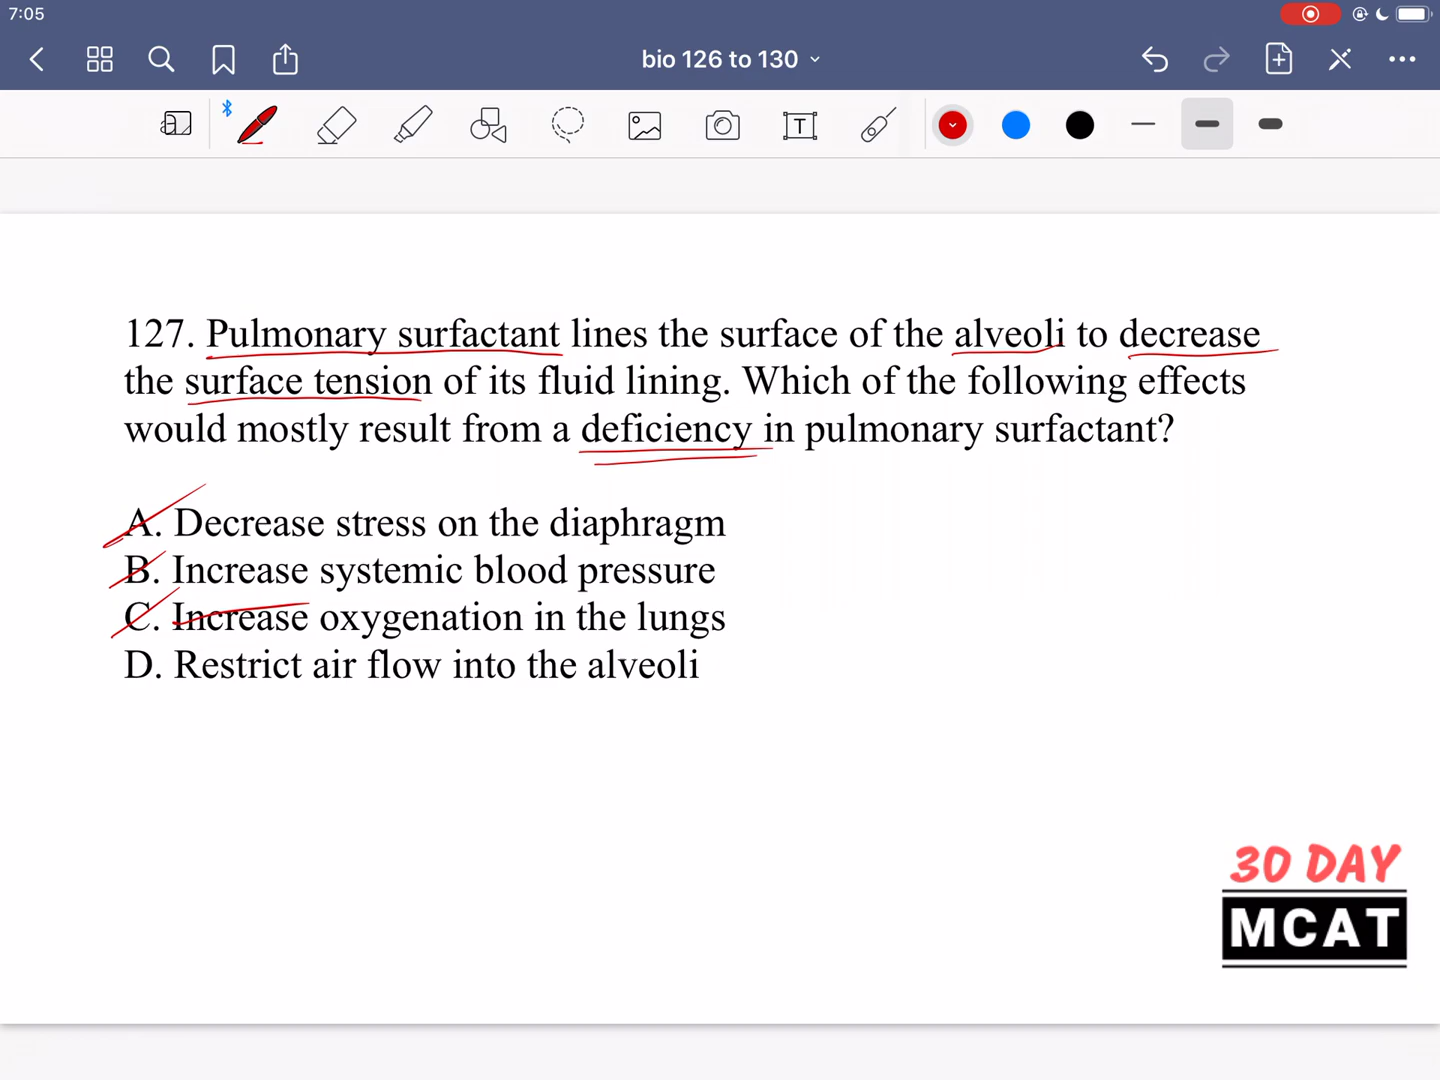 7:05
bio 126 to 130
T
127. Pulmonary surfactant lines the surface of the alveoli to decrease
the surface tension of its fluid lining. Which of the following effects
would mostly result from a deficiency in pulmonary surfactant?
A. Decrease stress on the diaphragm
B. Increase systemic blood pressure
C. Increase oxygenation in the lungs
D. Restrict air flow into the alveoli
30 DAY
MCAT